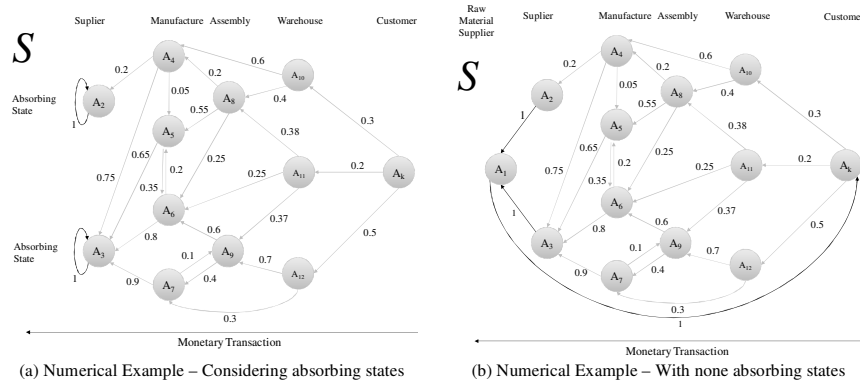 Suplier Manufacture Assembly Warehouse Customer
S
A4
0.6
A10
0.2
0.2
Absorbing
State
A2
0.05
A8
0.4
0.3
1
0.55
A5
0.38
0.65
0.2
0.25
0.25
A11
0.2
Ak
0.75
0.35
A6
0.37
Absorbing
State
0.8
0.6
0.5
A3
A9
1
0.1
0.7
0.9
0.4
A12
A7
0.3
Monetary Transaction
(a) Numerical Example – Considering absorbing states
Raw
Material
Supplier
Suplier Manufacture Assembly Warehouse Custome
S
A4
0.6
A10
0.2
0.2
A2
0.05
A8
0.4
0.3
1
0.55
A5
0.38
0.65
0.2
0.25
0.25
A1
A11
0.2
Ak
0.75
0.35
A6
0.37
1
0.8
0.6
0.5
A3
A9
0.1
0.7
0.9
0.4
A12
A7
0.3
1
Monetary Transaction
(b) Numerical Example – With none absorbing states